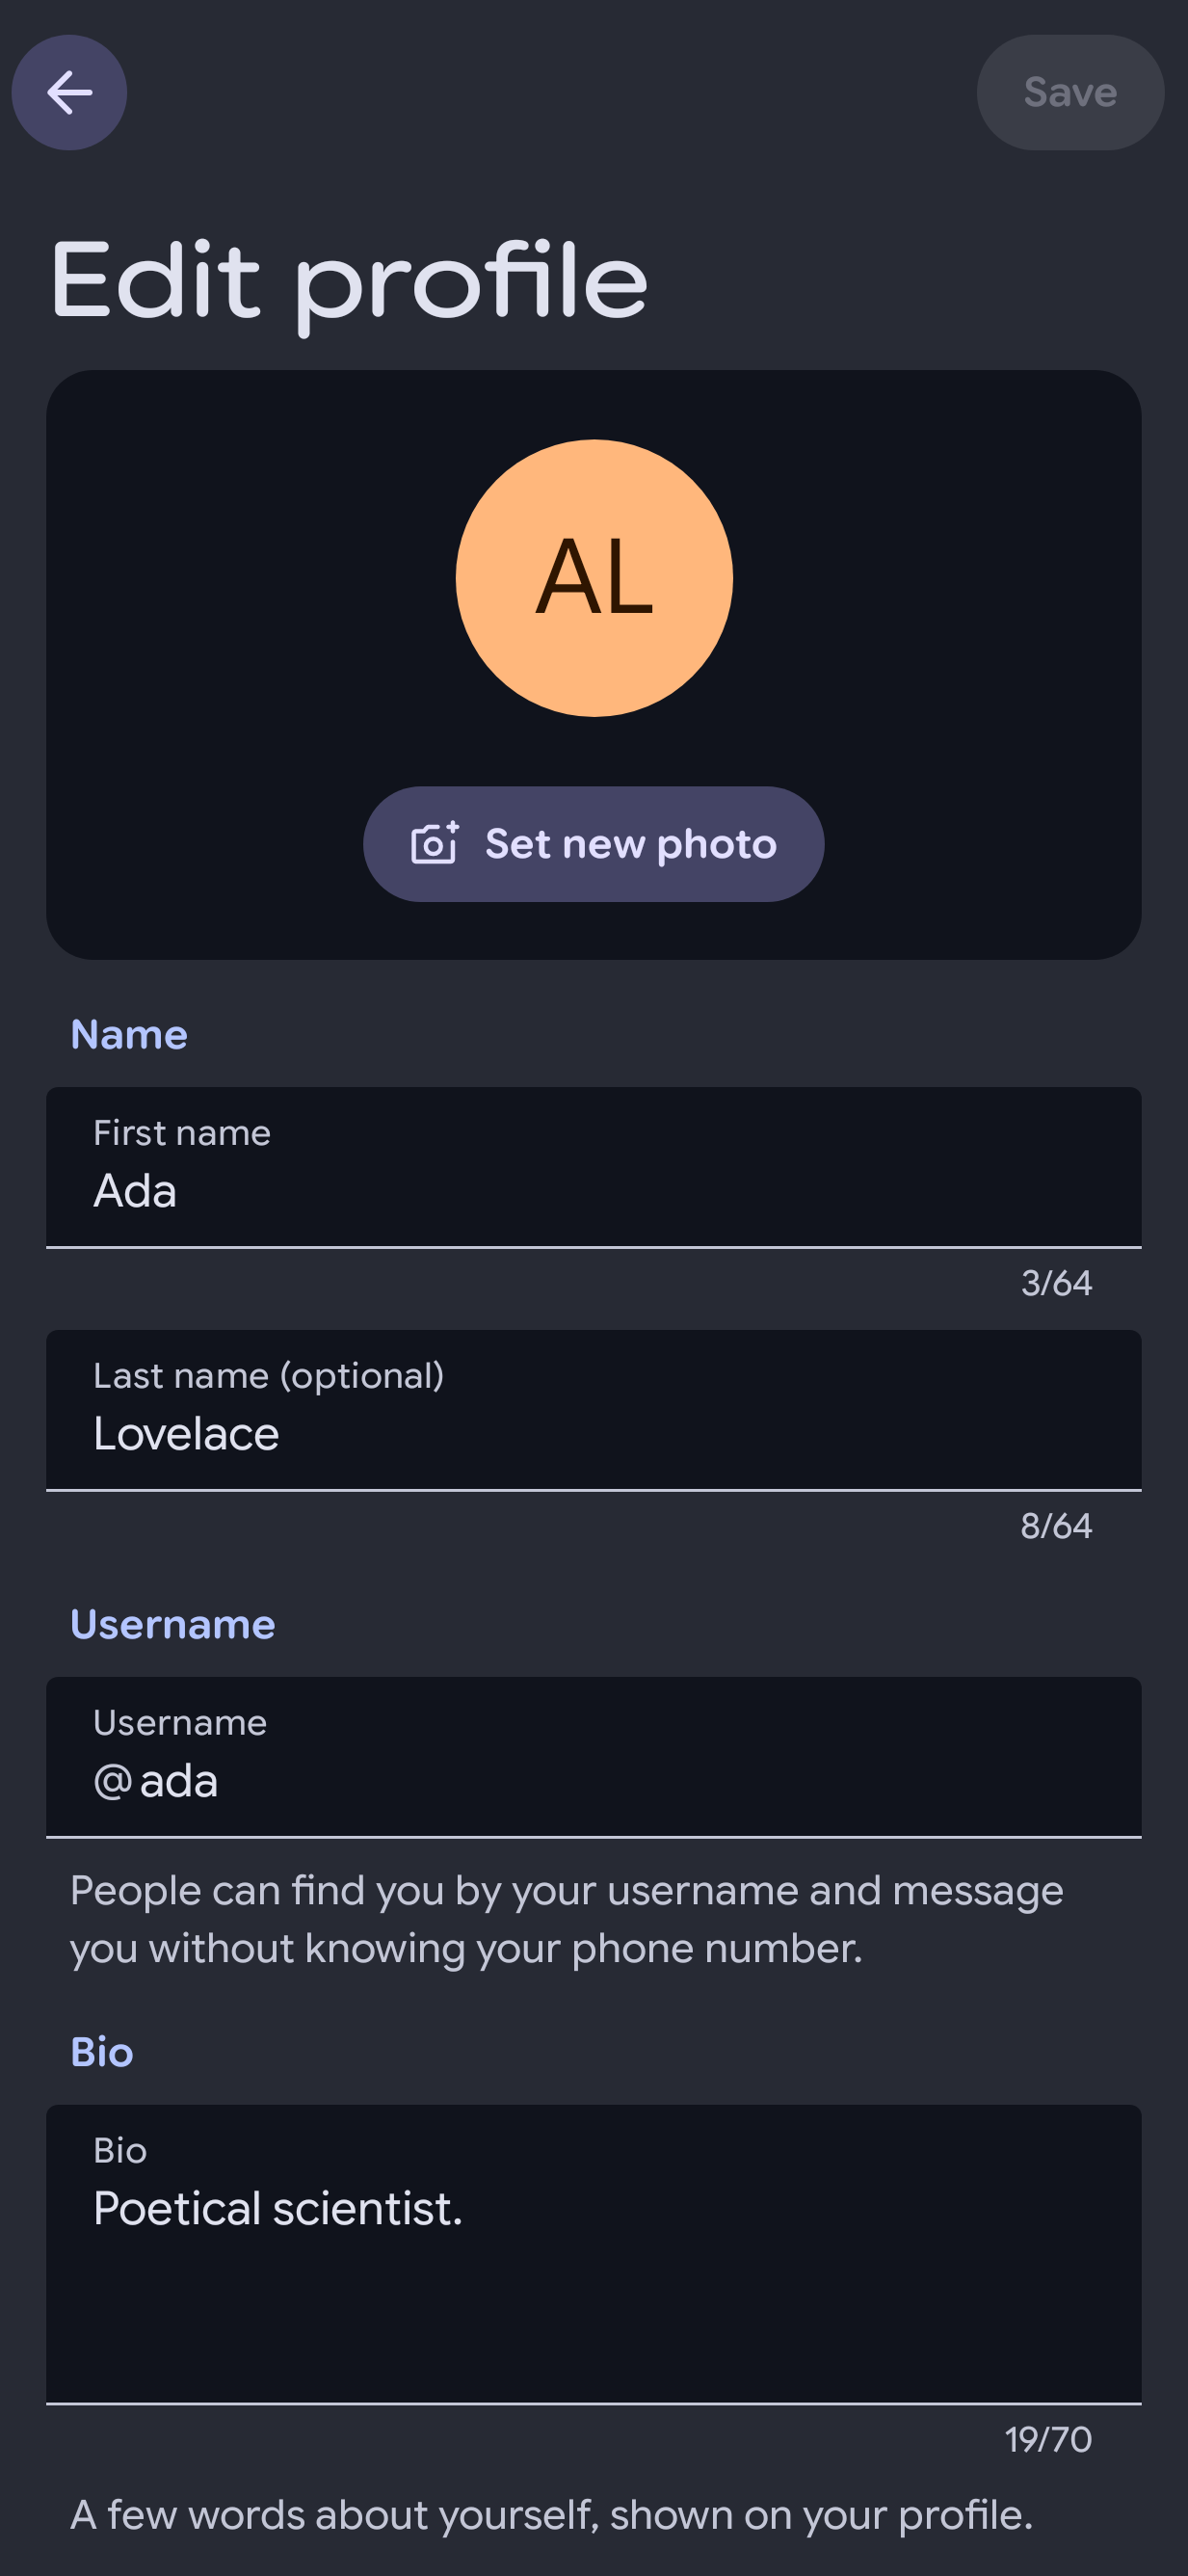 Save
Edit profile
AL
Set new photo
Name
First name
Ada
3/64
Last name (optional)
Lovelace
8/64
Username
Username
@ada
People can find you by your username and message
you without knowing your phone number.
Bio
Bio
Poetical scientist.
19/70
A few words about yourself, shown on your profile.